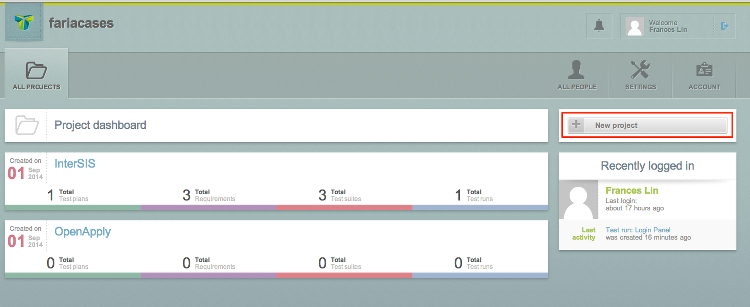 fariacases
Welcome
Frances Lin
ALL PROJECTS
ALL PEOPLE
SETTINGS
ACCOUNT
Project dashboard
New project
Created on
01 Sep 2014
InterSIS
1 Total Test plans
3 Total Requirements
3 Total Test suites
1 Total Test runs
Created on
01 Sep 2014
OpenApply
0 Total Test plans
0 Total Requirements
0 Total Test suites
0 Total Test runs
Recently logged in
Frances Lin
Last login:
about 17 hours ago
Last activity
Test run: Login Panel
was created 16 minutes ago